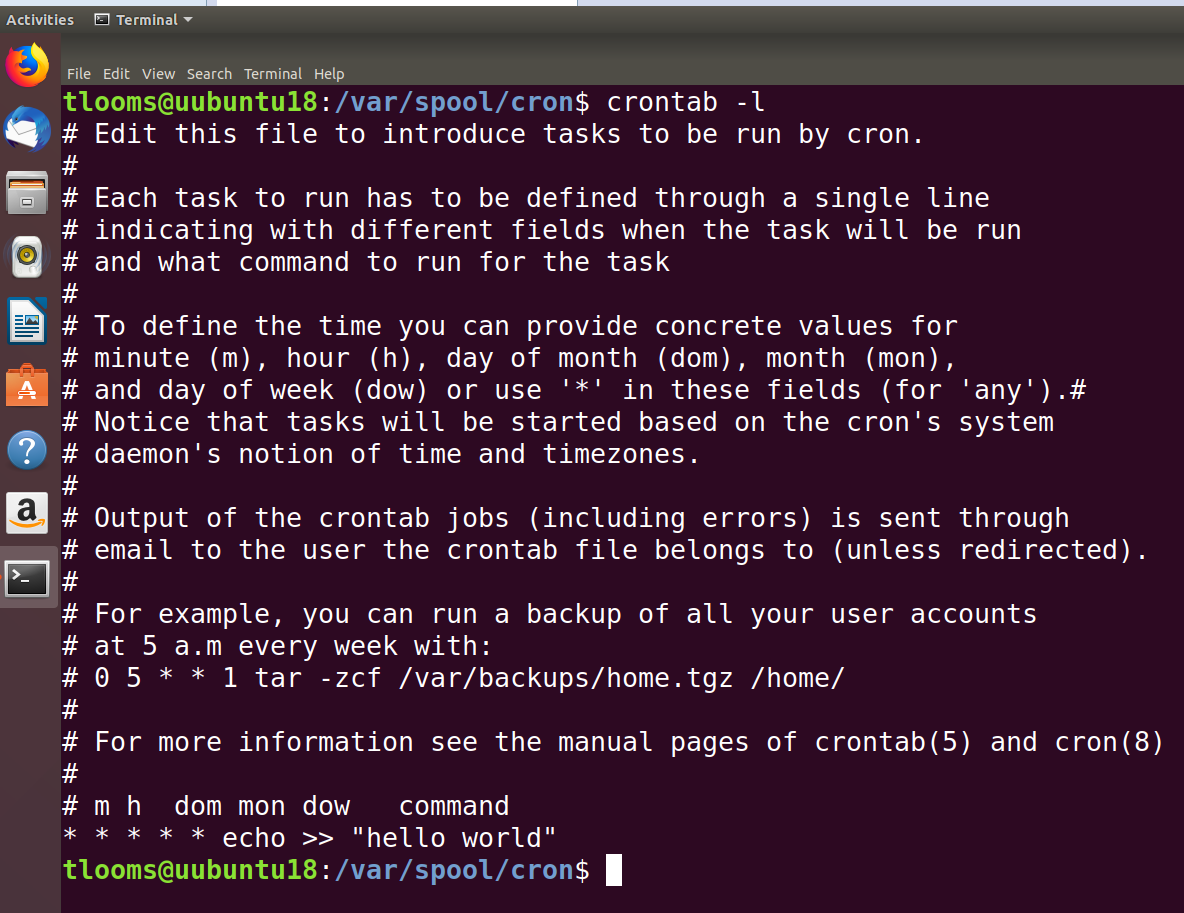 Activities Terminal
File Edit View Search Terminal Help
tlooms@uubuntu18:/var/spool/cron$ crontab -l
# Edit this file to introduce tasks to be run by cron.
#
# Each task to run has to be defined through a single line
# indicating with different fields when the task will be run
# and what command to run for the task
#
# To define the time you can provide concrete values for
# minute (m), hour (h), day of month (dom), month (mon),
# and day of week (dow) or use '*' in these fields (for 'any').#
# Notice that tasks will be started based on the cron's system
# daemon's notion of time and timezones.
#
# Output of the crontab jobs (including errors) is sent through
# email to the user the crontab file belongs to (unless redirected).
#
# For example, you can run a backup of all your user accounts
# at 5 a.m every week with:
# 0 5 * * 1 tar -zcf /var/backups/home.tgz /home/
#
# For more information see the manual pages of crontab(5) and cron(8)
#
# m h  dom mon dow   command
* * * * * echo >> "hello world"
tlooms@uubuntu18:/var/spool/cron$